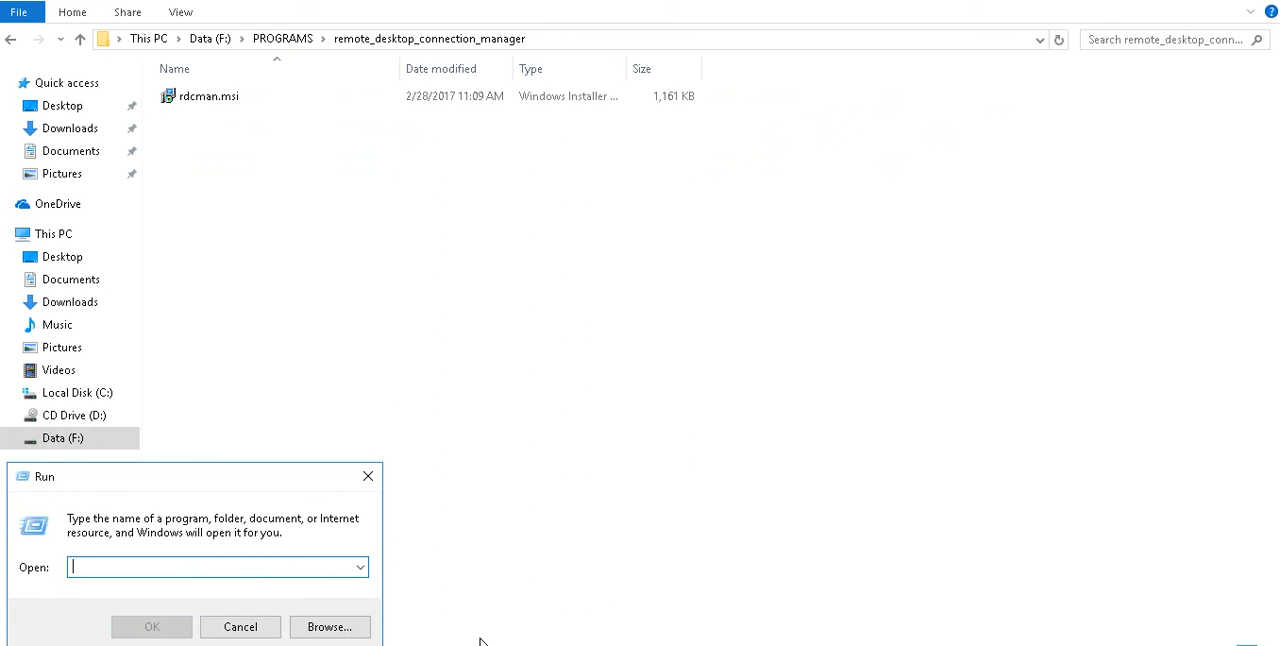 File Home Share View
This PC Data (F:) PROGRAMS remote_desktop_connection_manager Search remote_desktop_conn...
Name Date modified Type Size
rdcman.msi 2/28/2017 11:09 AM Windows Installer ... 1,161 KB
Quick access
Desktop
Downloads
Documents
Pictures
OneDrive
This PC
Desktop
Documents
Downloads
Music
Pictures
Videos
Local Disk (C:)
CD Drive (D:)
Data (F:)
Run
Type the name of a program, folder, document, or Internet
resource, and Windows will open it for you.
Open:
OK Cancel Browse...